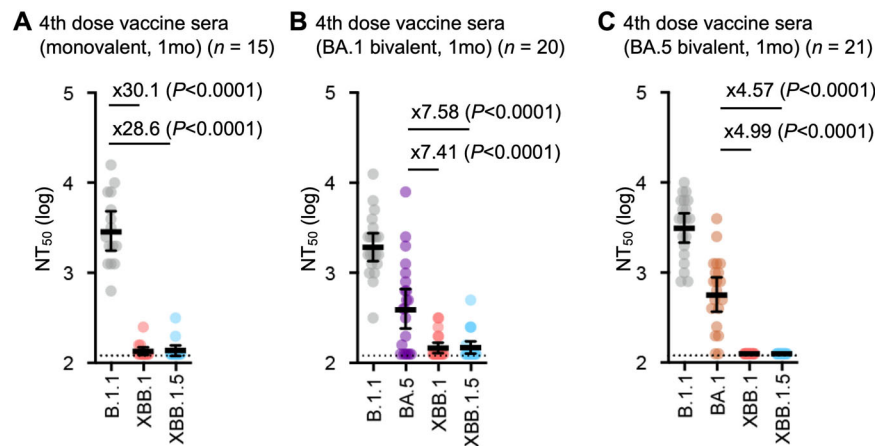 A 4th dose vaccine sera
(monovalent, 1mo) (n = 15)
x30.1 (P<0.0001)
x28.6 (P<0.0001)
NT50 (log)
5
4
3
2
B.1.1
XBB.1
XBB.1.5
B 4th dose vaccine sera
(BA.1 bivalent, 1mo) (n = 20)
x7.58 (P<0.0001)
x7.41 (P<0.0001)
NT50 (log)
5
4
3
2
B.1.1
BA.5
XBB.1
XBB.1.5
C 4th dose vaccine sera
(BA.5 bivalent, 1mo) (n = 21)
x4.57 (P<0.0001)
x4.99 (P<0.0001)
NT50 (log)
5
4
3
2
B.1.1
BA.1
XBB.1
XBB.1.5